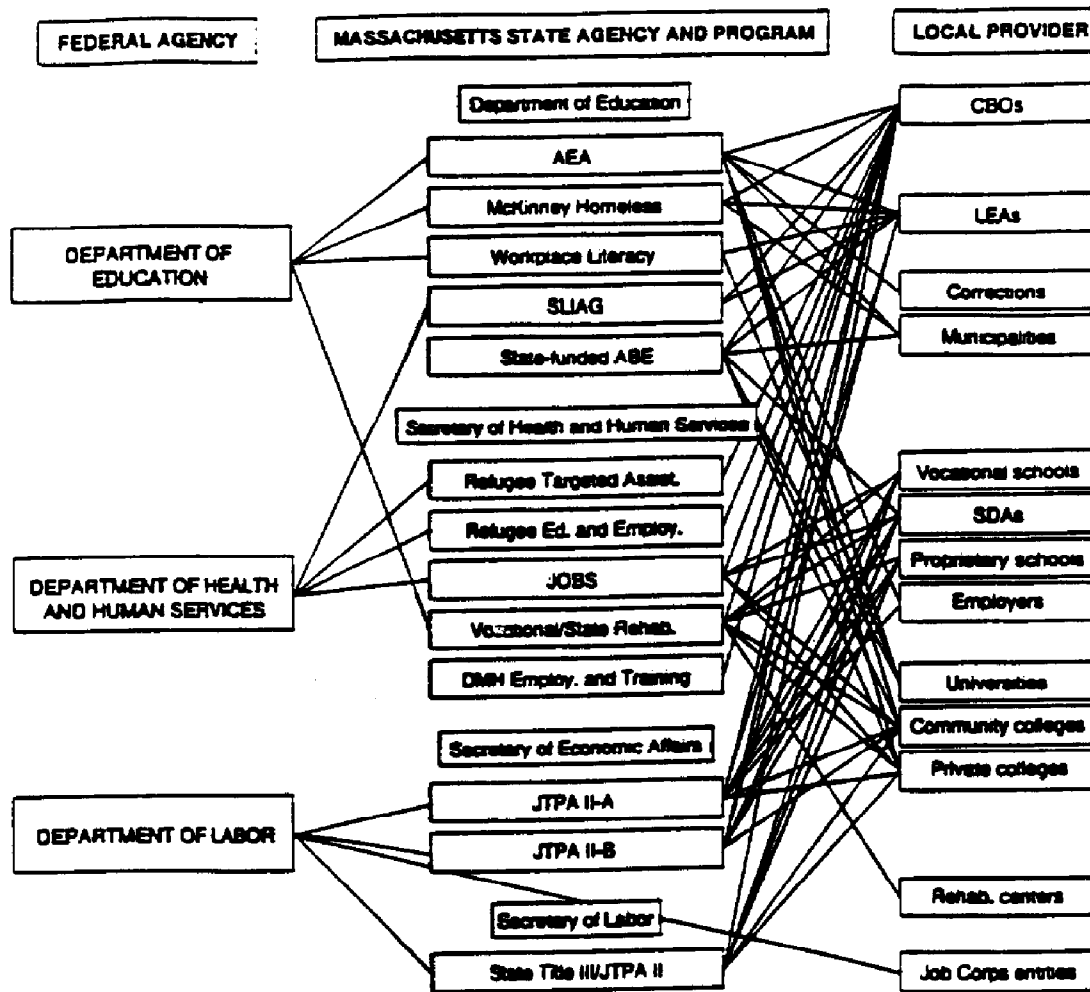 FEDERAL AGENCY
MASSACHUSETTS STATE AGENCY AND PROGRAM
LOCAL PROVIDER
Department of Education
CBOs
AEA
McKinney Homeless
LEAs
DEPARTMENT OF
EDUCATION
Workplace Literacy
SLIAG
Corrections
State-funded ABE
Municipalities
Secretary of Health and Human Services
Refugee Targeted Assist.
Vocational schools
Refugee Ed. and Employ.
SDAs
DEPARTMENT OF HEALTH
AND HUMAN SERVICES
JOBS
Proprietary schools
Vocational/State Rehab.
Employers
DMH Employ. and Training
Universities
Secretary of Economic Affairs
Community colleges
Private colleges
JTPA II-A
DEPARTMENT OF LABOR
JTPA II-B
Rehab. centers
Secretary of Labor
State Title III/JTPA II
Job Corps entities